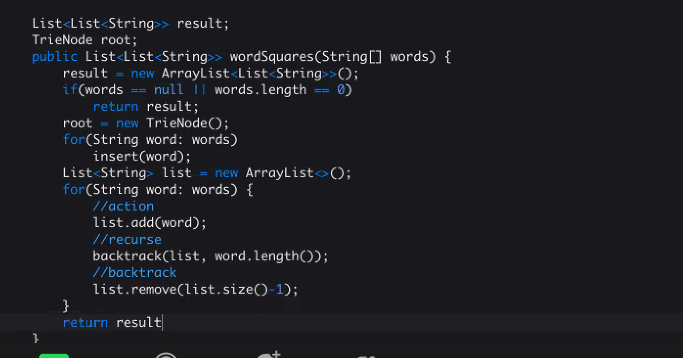 List<List<String>> result;
TrieNode root;
public List<List<String>> wordSquares(String[] words) {
    result = new ArrayList<List<String>>();
    if(words == null || words.length == 0)
        return result;
    root = new TrieNode();
    for(String word: words)
        insert(word);
    List<String> list = new ArrayList<>();
    for(String word: words) {
        //action
        list.add(word);
        //recurse
        backtrack(list, word.length());
        //backtrack
        list.remove(list.size()-1);
    }
    return result
}